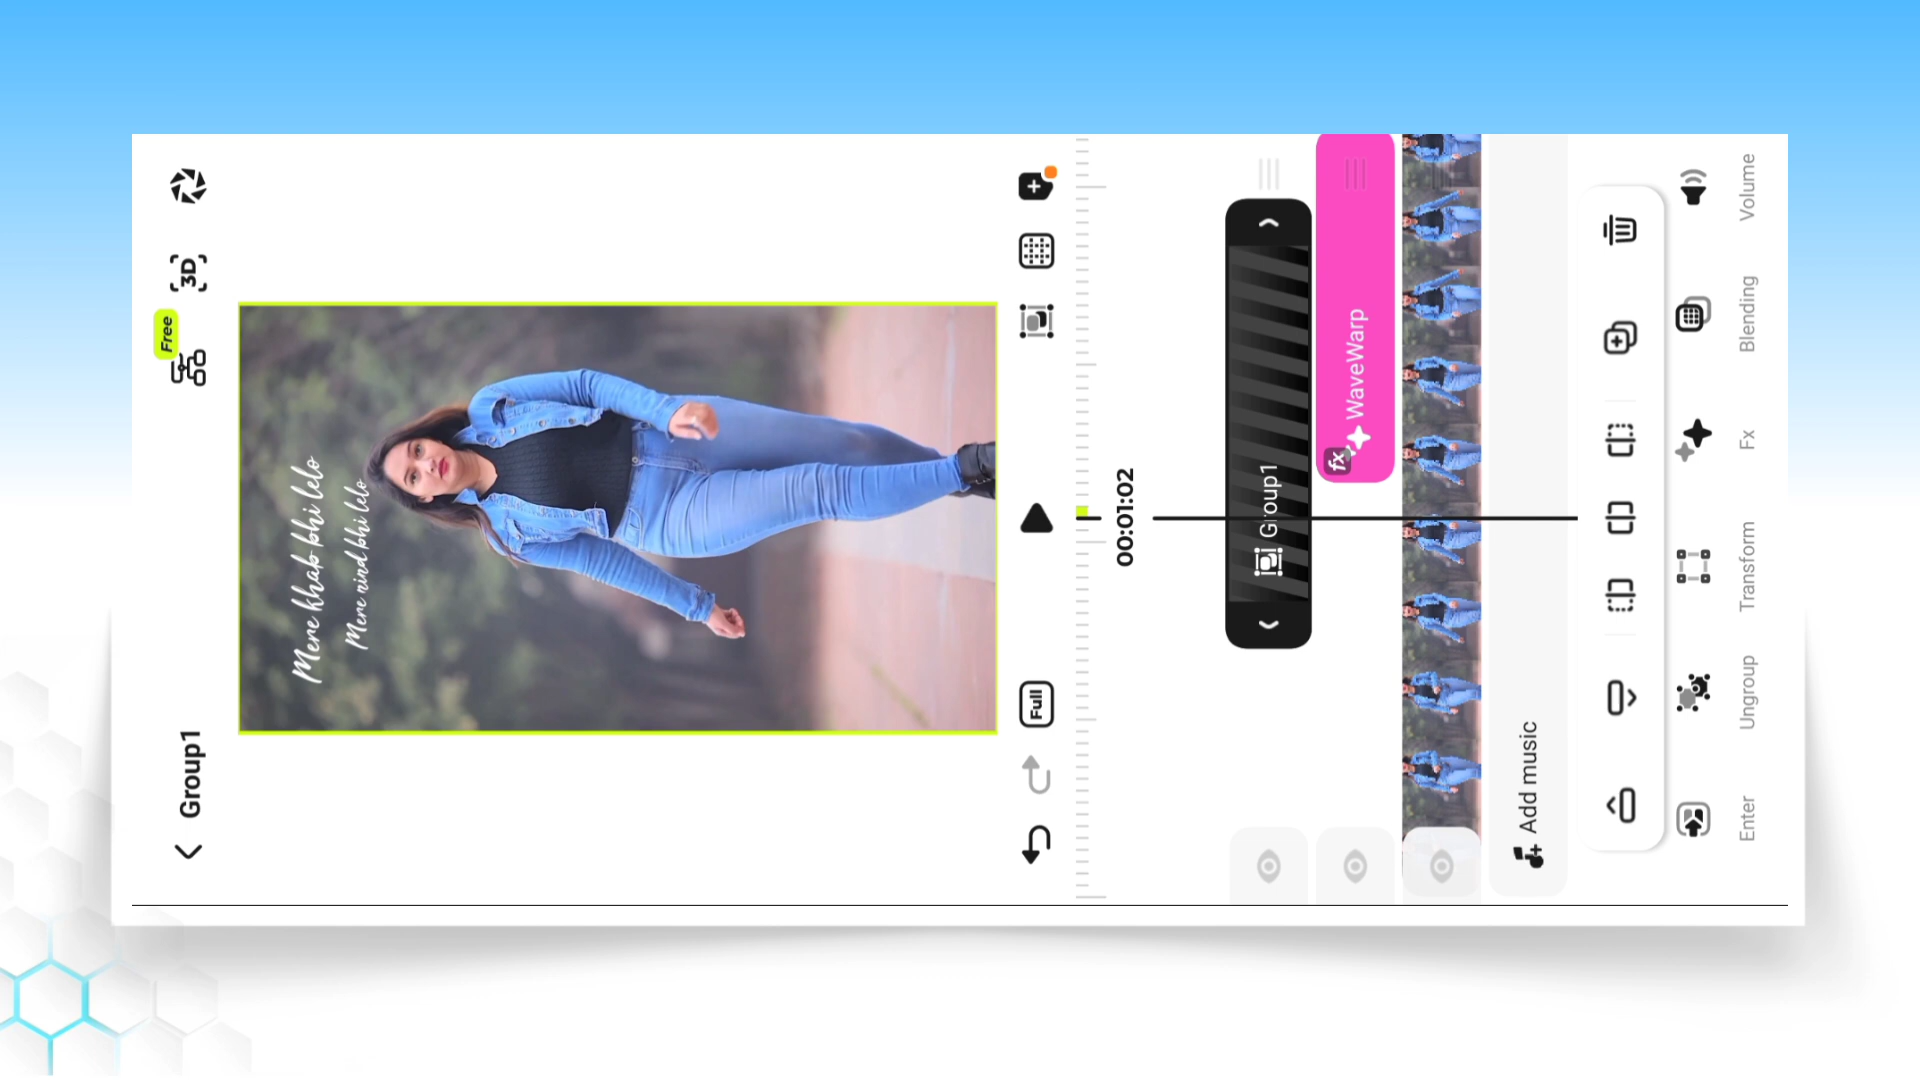 Group1
Free
3D
Mere khab bhi lelo
Mere nind bhi lelo
Full
00:01:02
Group1
fx
WaveWarp
Add music
Enter
Ungroup
Transform
Fx
Blending
Volume